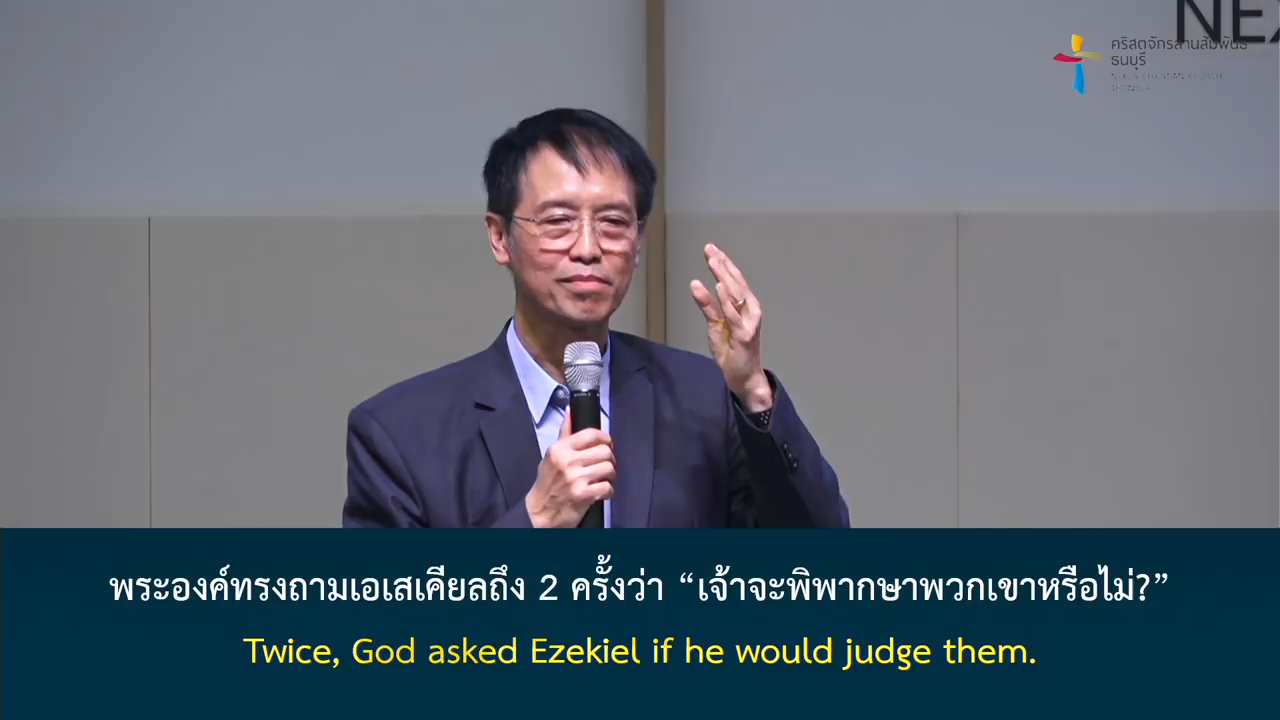 NEX
คริสตจักรสานสัมพันธ์
ธนบุรี
พระองค์ทรงถามเอเสเคียลถึง 2 ครั้งว่า “เจ้าจะพิพากษาพวกเขาหรือไม่?”
Twice, God asked Ezekiel if he would judge them.